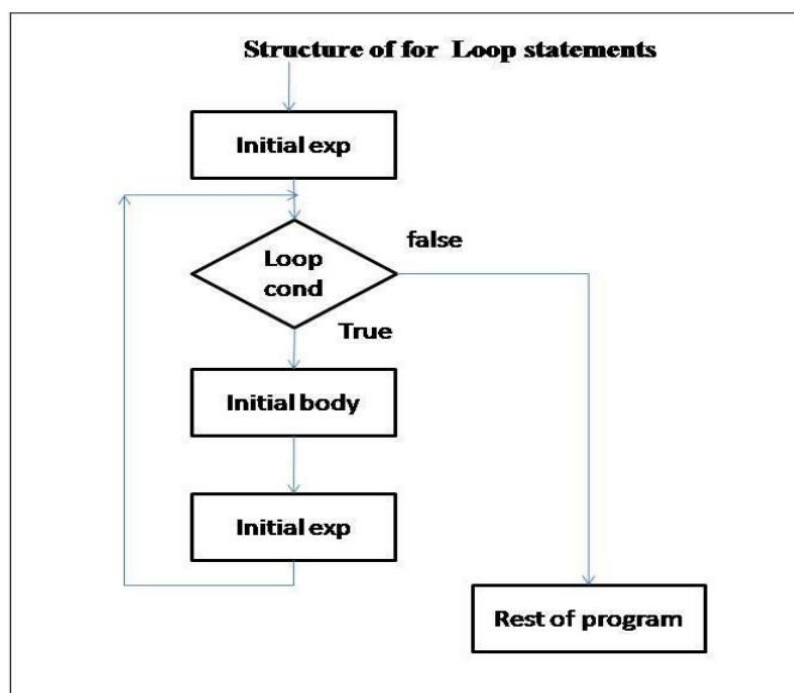 Structure of for Loop statements
Initial exp
Loop
cond
false
True
Initial body
Initial exp
Rest of program